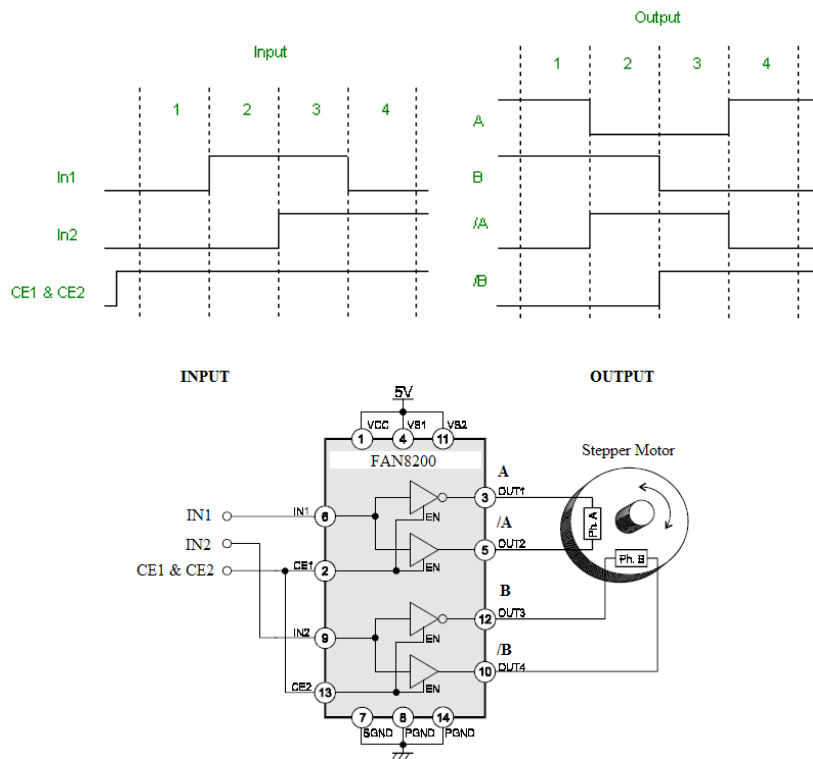 Input
1 2 3 4
In1
In2
CE1 & CE2
Output
1 2 3 4
A
B
/A
/B
INPUT
OUTPUT
5V
VCC VS1 VS2
1 4 11
FAN8200
Stepper Motor
IN1 IN1 6
IN2
CE1 & CE2 CE1 2
IN2 9
CE2 13
EN
EN
EN
EN
A
3 OUT1
/A
5 OUT2
B
12 OUT3
/B
10 OUT4
Ph. A
Ph. B
7 8 14
SGND PGND PGND